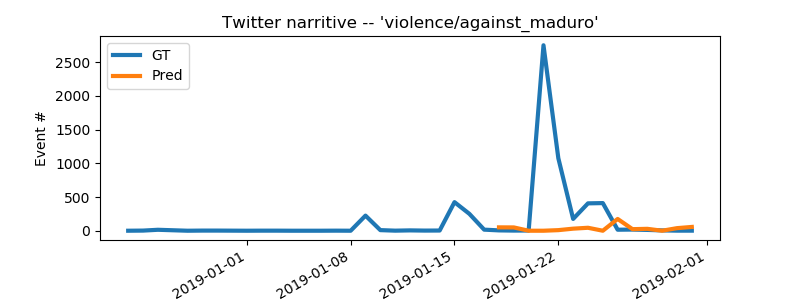 Twitter narritive -- 'violence/against_maduro'
GT
Pred
Event #
2500
2000
1500
1000
500
0
2019-01-01
2019-01-08
2019-01-15
2019-01-22
2019-02-01